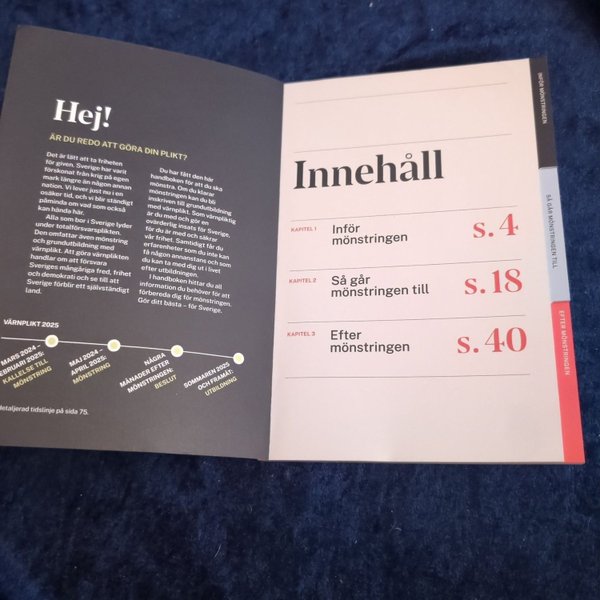 Hej!
ÄR DU REDO ATT GÖRA DIN PLIKT?
Det är lätt att ta friheten
för given. Sverige har varit
förskonat från krig på egen
mark längre än någon annan
nation. Vi lever just nu i en
osäker tid, och vi blir ständigt
påminda om vad som också
kan hända här.
Alla som bor i Sverige lyder
under totalförsvarsplikten.
Den omfattar även mönstring
och grundutbildning med
värnplikt. Att göra värnplikten
handlar om att förvara
Sveriges mångåriga fred, frihet
och demokrati och se till att
Sverige förblir ett självständigt
land.
Du har fått den här
handboken för att du ska
mönstra. Om du klarar
mönstringen kan du bli
inskriven till grundutbildning
med värnplikt. Som värnpliktig
är du med och gör en
ovärderlig insats för Sverige,
för du är med och säkrar
vår frihet. Samtidigt får du
erfarenheter som du inte kan
få någon annanstans och som
du kan ta med dig ut i livet
efter utbildningen.
I handboken hittar du all
information du behöver för att
förbereda dig för mönstringen.
Gör ditt bästa – för Sverige.
VÄRNPLIKT 2025
MARS 2024 –
FEBRUARI 2025:
KALLELSE TILL
MÖNSTRING
MAJ 2024 –
APRIL 2025:
MÖNSTRING
NÅGRA
MÅNADER EFTER
MÖNSTRINGEN:
BESLUT
SOMMAREN 2025
OCH FRAMÅT:
UTBILDNING
detaljerad tidslinje på sida 75.
Innehåll
KAPITEL 1 Inför mönstringen s. 4
KAPITEL 2 Så går mönstringen till s. 18
KAPITEL 3 Efter mönstringen s. 40
INFÖR MÖNSTRINGEN
SÅ GÅR MÖNSTRINGEN TILL
EFTER MÖNSTRINGEN